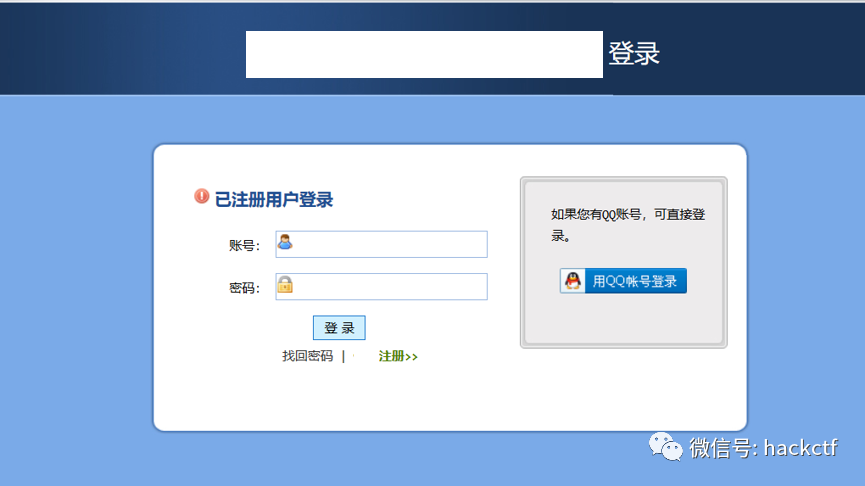 登录
已注册用户登录
账号：
密码：
登 录
找回密码 | 注册>>
如果您有QQ账号，可直接登
录。
用QQ帐号登录
微信号: hackctf